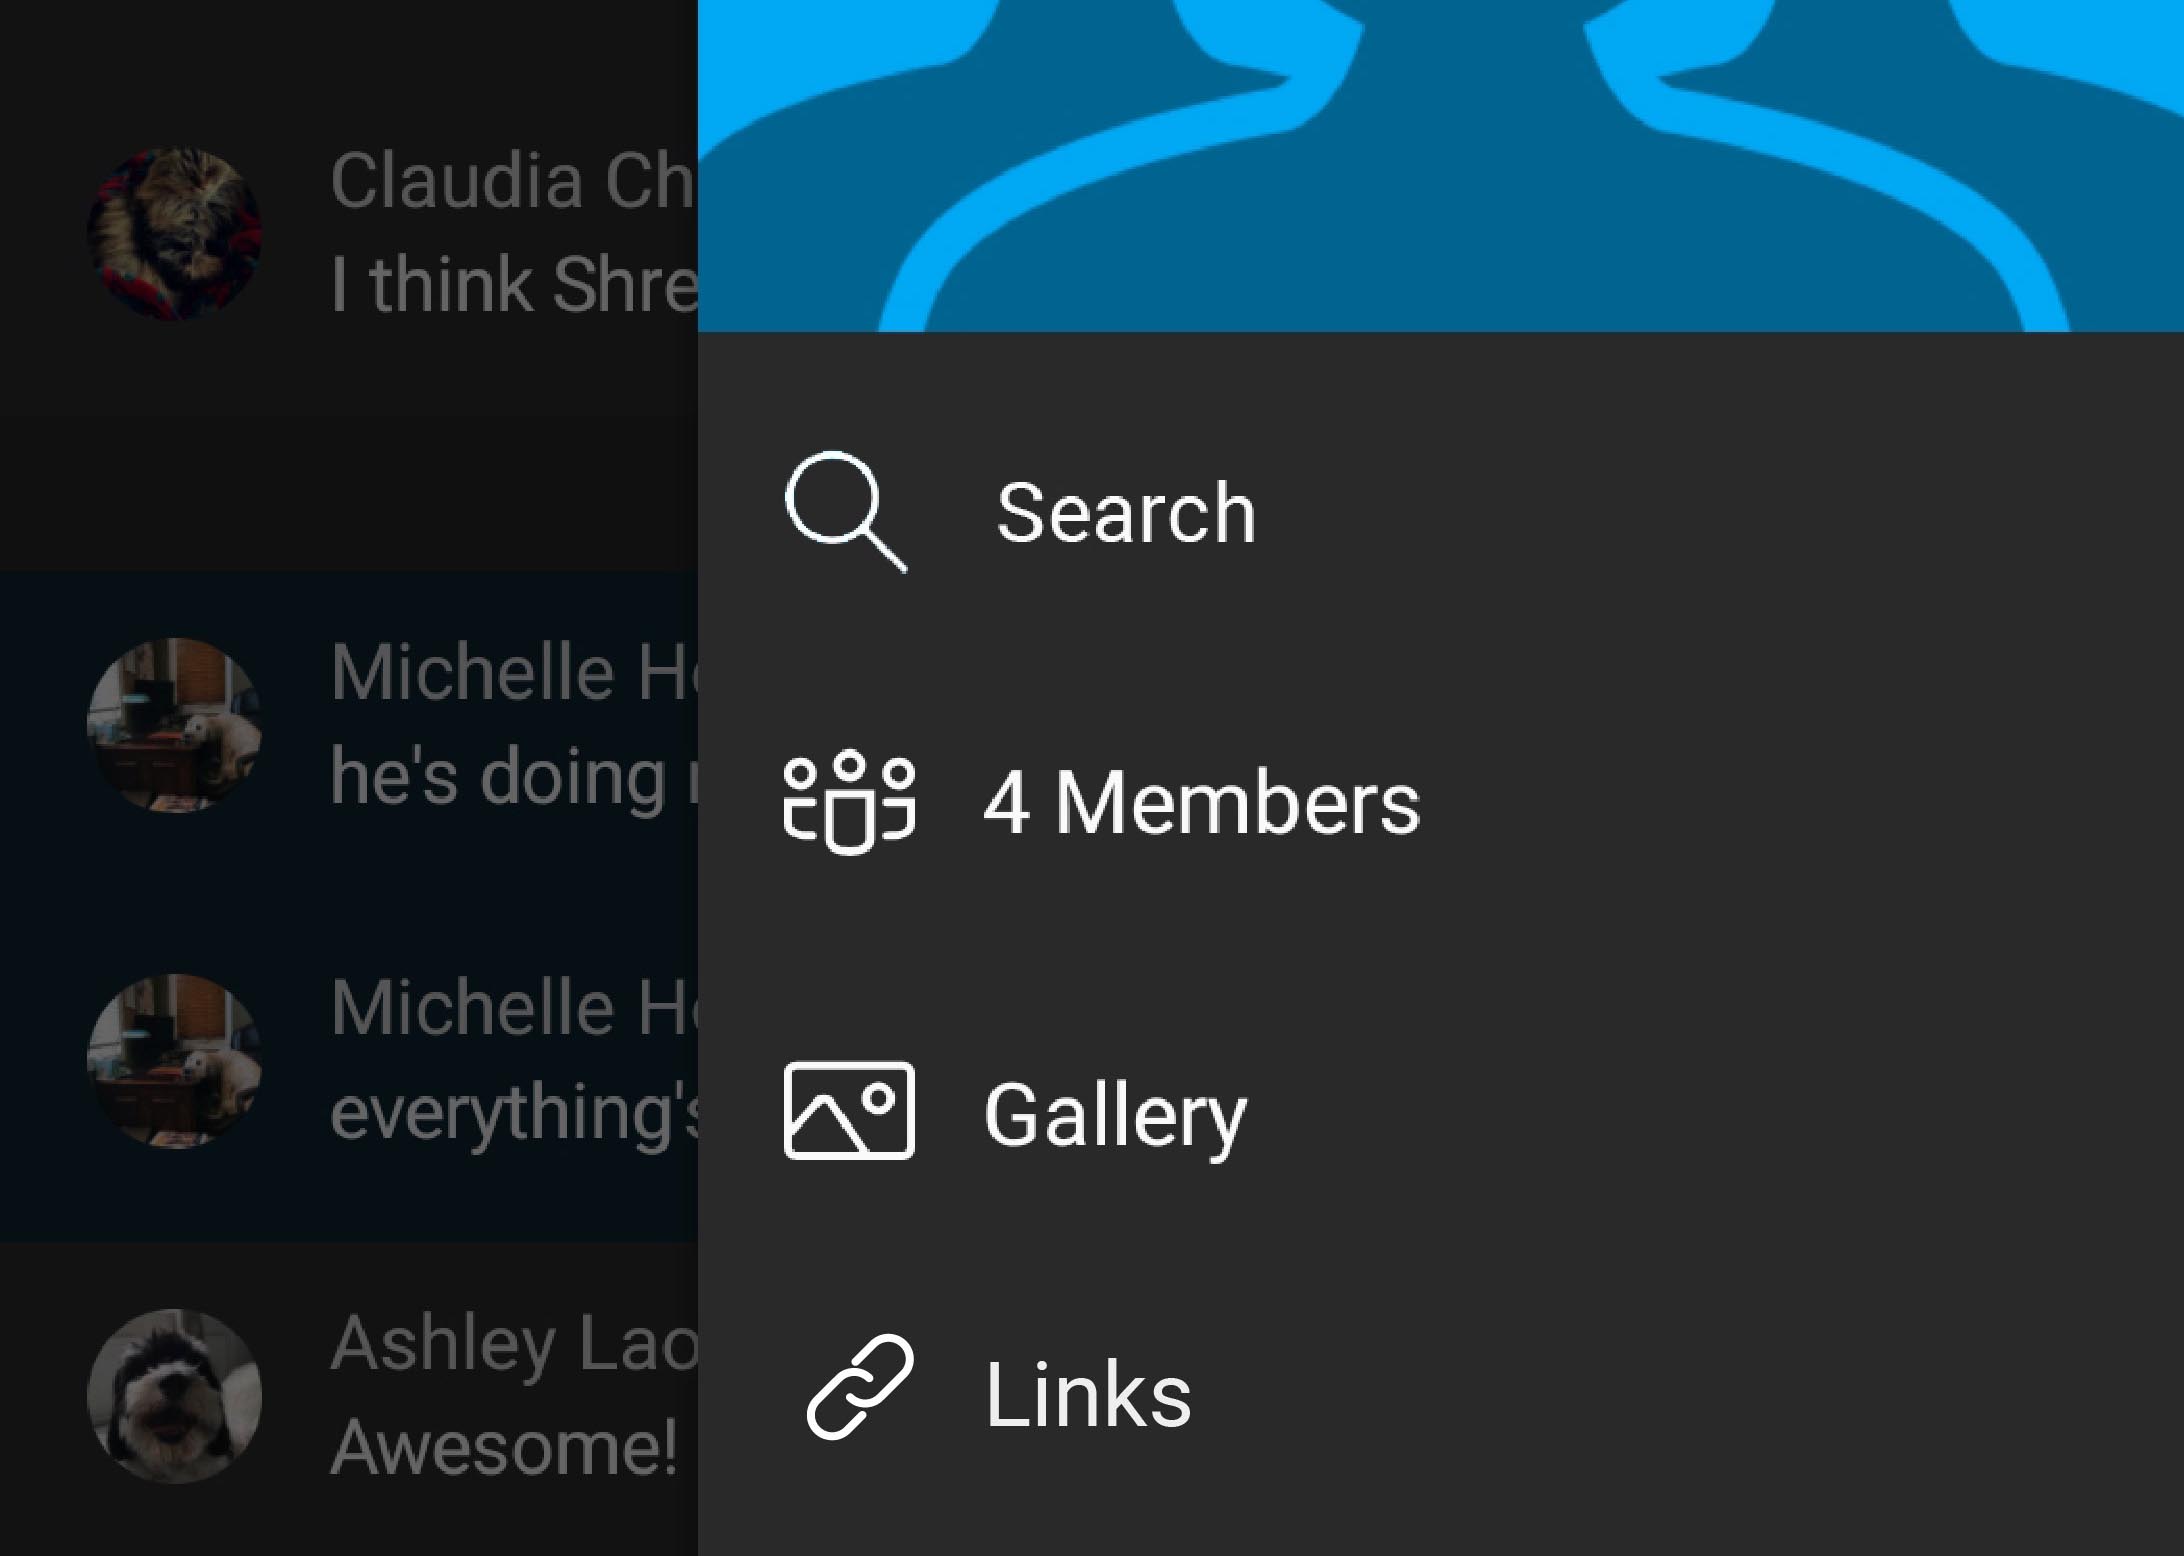 Claudia Ch
I think Shre
Michelle
he's doing
Michelle
everything's
Ashley Lao
Awesome!
Search
4 Members
Gallery
Links